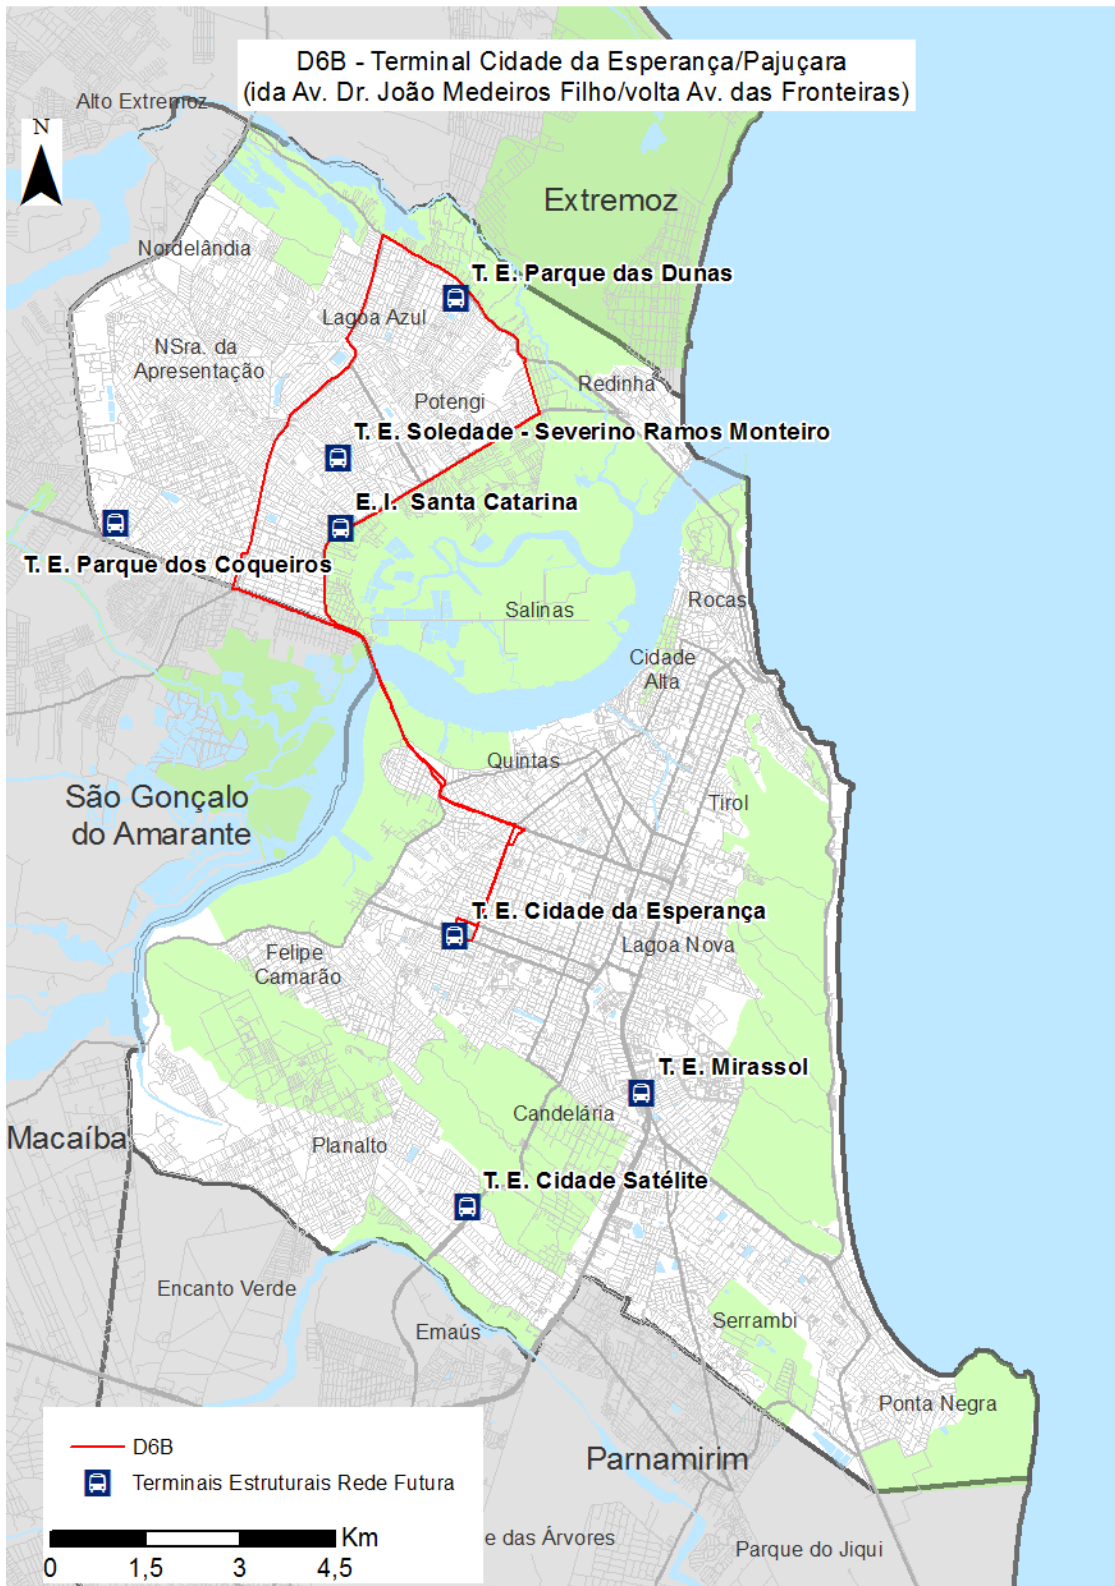 D6B - Terminal Cidade da Esperança/Pajuçara
(ida Av. Dr. João Medeiros Filho/volta Av. das Fronteiras)
Alto Extremoz
N
Extremoz
Nordelândia
T. E. Parque das Dunas
Lagoa Azul
NSra. da
Apresentação
Redinha
Potengi
T. E. Soledade - Severino Ramos Monteiro
E. I. Santa Catarina
T. E. Parque dos Coqueiros
Salinas
Rocas
Cidade
Alta
Quintas
São Gonçalo
do Amarante
Tirol
T. E. Cidade da Esperança
Lagoa Nova
Felipe
Camarão
T. E. Mirassol
Candelária
Macaíba
Planalto
T. E. Cidade Satélite
Encanto Verde
Emaús
Serrambi
Ponta Negra
Parnamirim
D6B
Terminais Estruturais Rede Futura
Km
0 1,5 3 4,5
e das Árvores
Parque do Jiqui